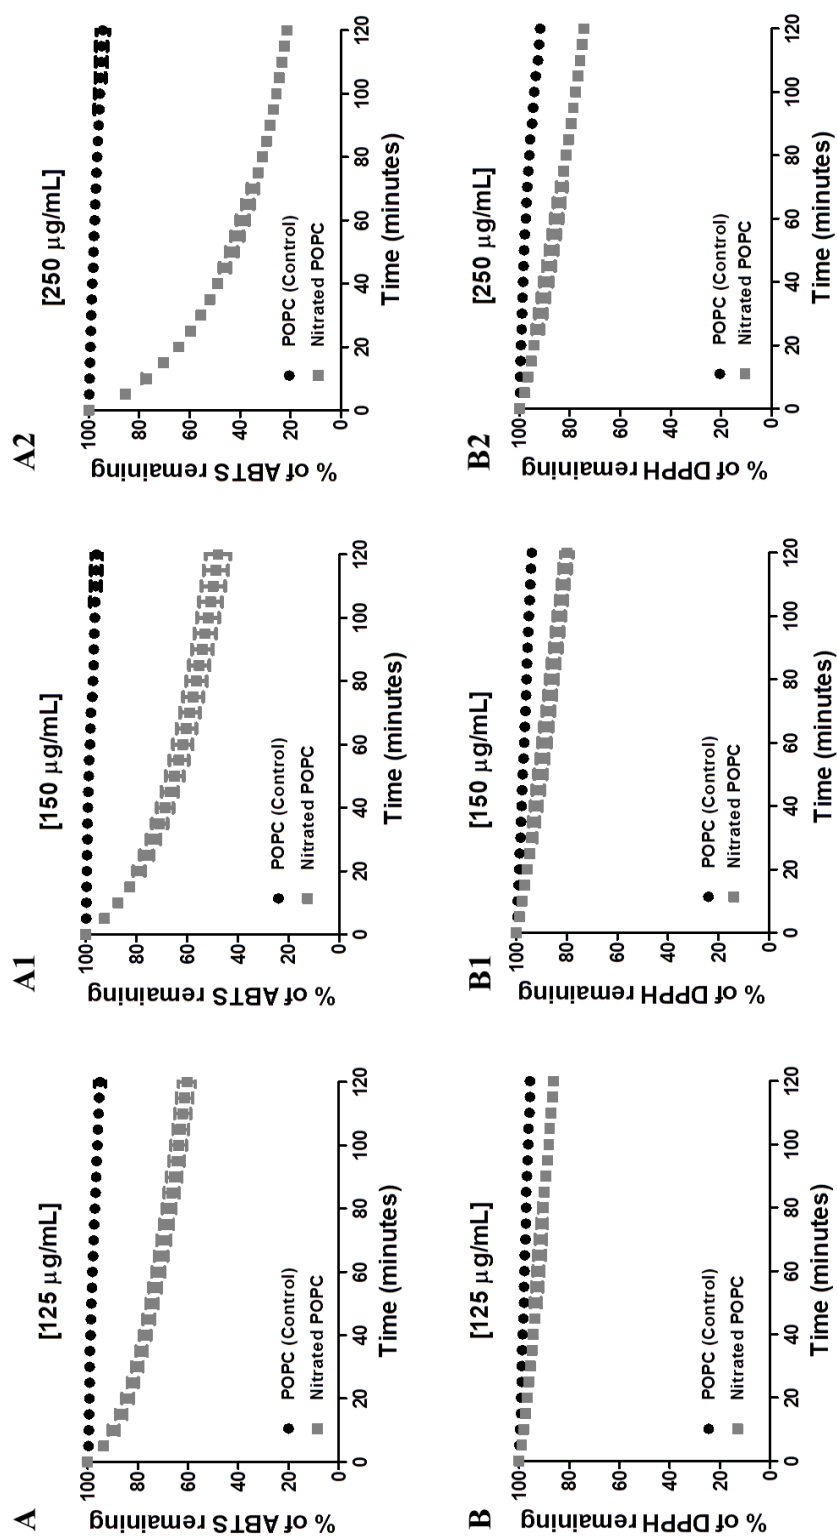 A
[125 µg/mL]
% of ABTS remaining
100
80
60
40
20
0
POPC (Control)
Nitrated POPC
0 20 40 60 80 100 120
Time (minutes)
A1
[150 µg/mL]
% of ABTS remaining
100
80
60
40
20
0
POPC (Control)
Nitrated POPC
0 20 40 60 80 100 120
Time (minutes)
A2
[250 µg/mL]
% of ABTS remaining
100
80
60
40
20
0
POPC (Control)
Nitrated POPC
0 20 40 60 80 100 120
Time (minutes)
B
[125 µg/mL]
% of DPPH remaining
100
80
60
40
20
0
POPC (Control)
Nitrated POPC
0 20 40 60 80 100 120
Time (minutes)
B1
[150 µg/mL]
% of DPPH remaining
100
80
60
40
20
0
POPC (Control)
Nitrated POPC
0 20 40 60 80 100 120
Time (minutes)
B2
[250 µg/mL]
% of DPPH remaining
100
80
60
40
20
0
POPC (Control)
Nitrated POPC
0 20 40 60 80 100 120
Time (minutes)